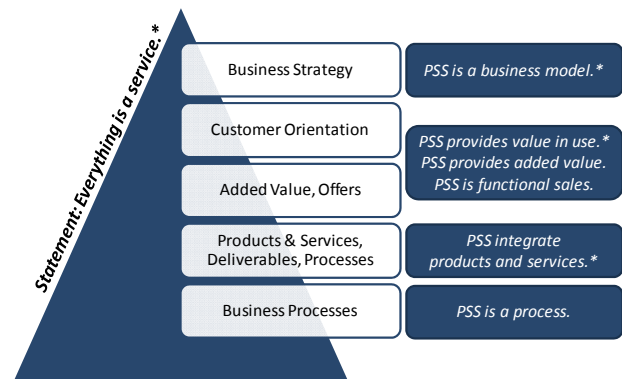 Statement: Everything is a service.*
Business Strategy
PSS is a business model.*
Customer Orientation
PSS provides value in use.*
PSS provides added value.
PSS is functional sales.
Added Value, Offers
Products & Services,
Deliverables, Processes
PSS integrate
products and services.*
Business Processes
PSS is a process.